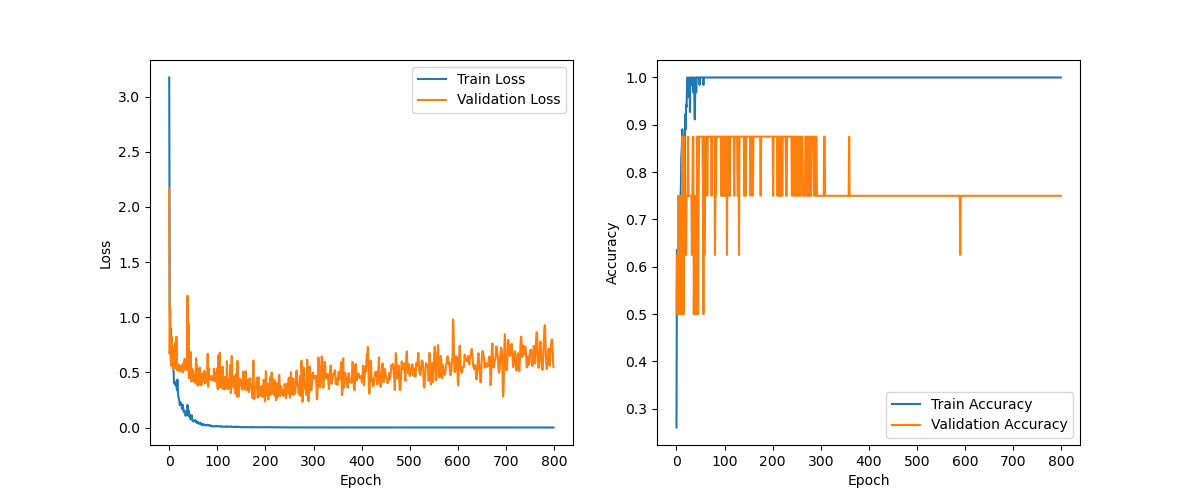 Train Loss
Validation Loss
3.0
2.5
2.0
1.5
1.0
0.5
0.0
Loss
0 100 200 300 400 500 600 700 800
Epoch
1.0
0.9
0.8
0.7
0.6
0.5
0.4
0.3
Accuracy
Train Accuracy
Validation Accuracy
0 100 200 300 400 500 600 700 800
Epoch